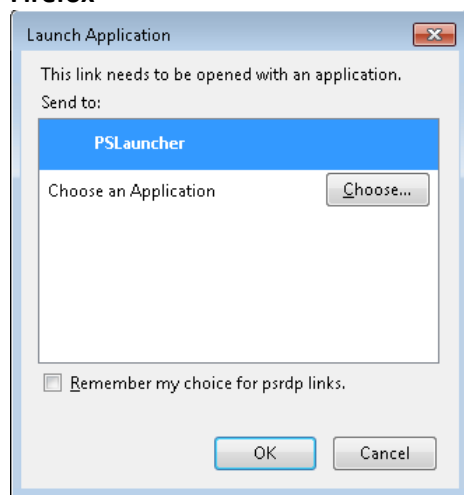 Firefox
Launch Application
This link needs to be opened with an application.
Send to:
PSLauncher
Choose an Application
Choose...
Remember my choice for psrdp links.
OK
Cancel